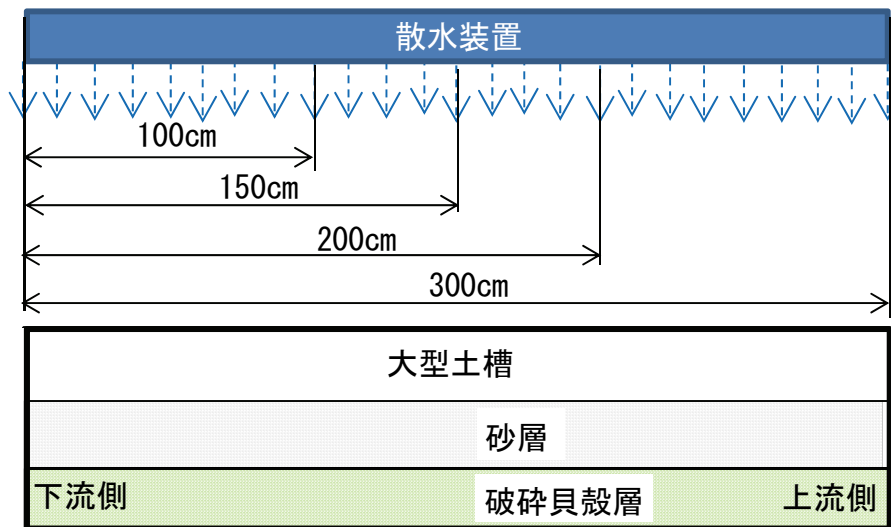 散水装置
100cm
150cm
200cm
300cm
大型土槽
砂層
下流側 破砕貝殻層 上流側